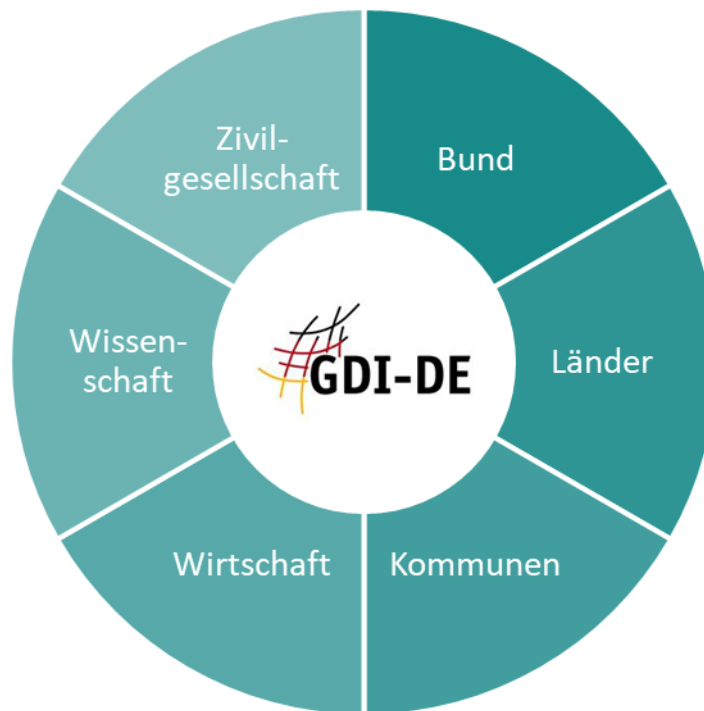 Zivil-
gesellschaft
Bund
Wissen-
schaft
GDI-DE
Länder
Wirtschaft
Kommunen